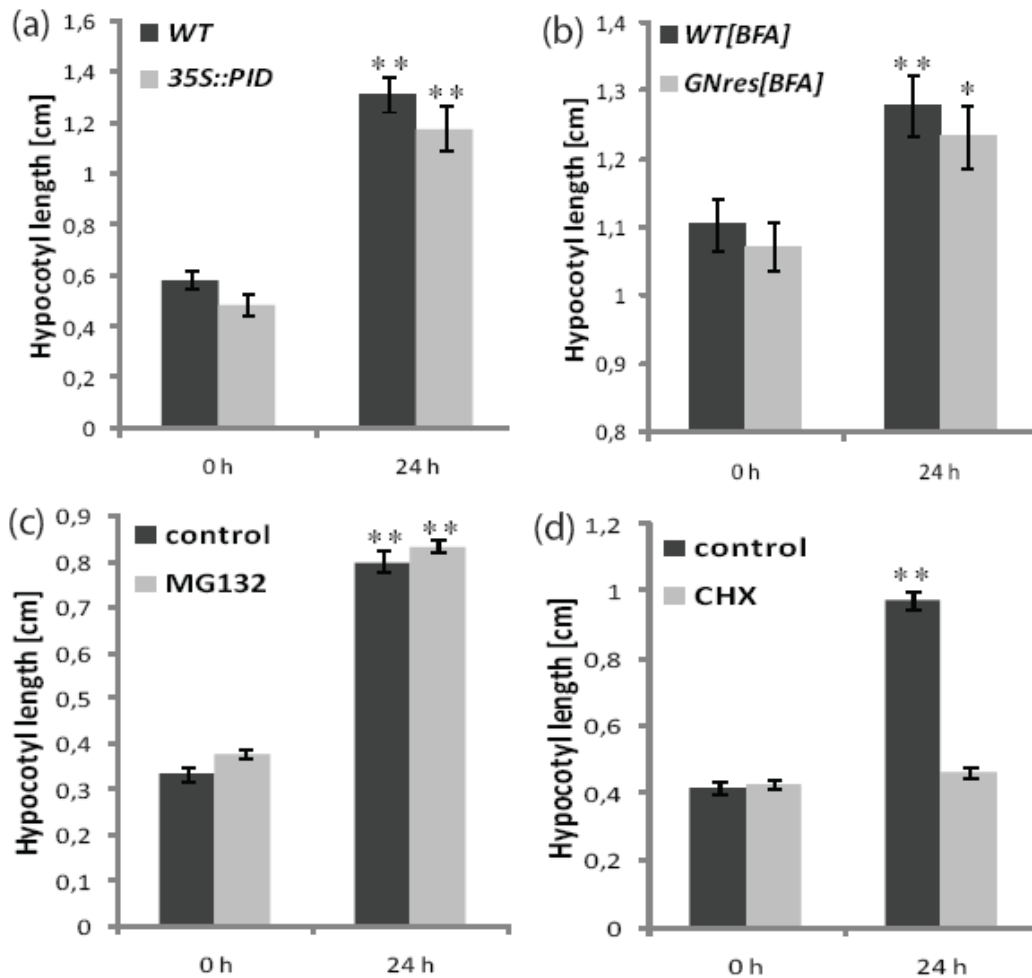 (a)
WT
35S::PID
Hypocotyl length [cm]
1,6
1,4
1,2
1
0,8
0,6
0,4
0,2
0
**
**
0 h
24 h
(b)
WT[BFA]
GNres[BFA]
Hypocotyl length [cm]
1,4
1,3
1,2
1,1
1
0,9
0,8
**
*
0 h
24 h
(c)
control
MG132
Hypocotyl length [cm]
0,9
0,8
0,7
0,6
0,5
0,4
0,3
0,2
0,1
0
**
**
0 h
24 h
(d)
control
CHX
Hypocotyl length [cm]
1,2
1
0,8
0,6
0,4
0,2
0
**
0 h
24 h